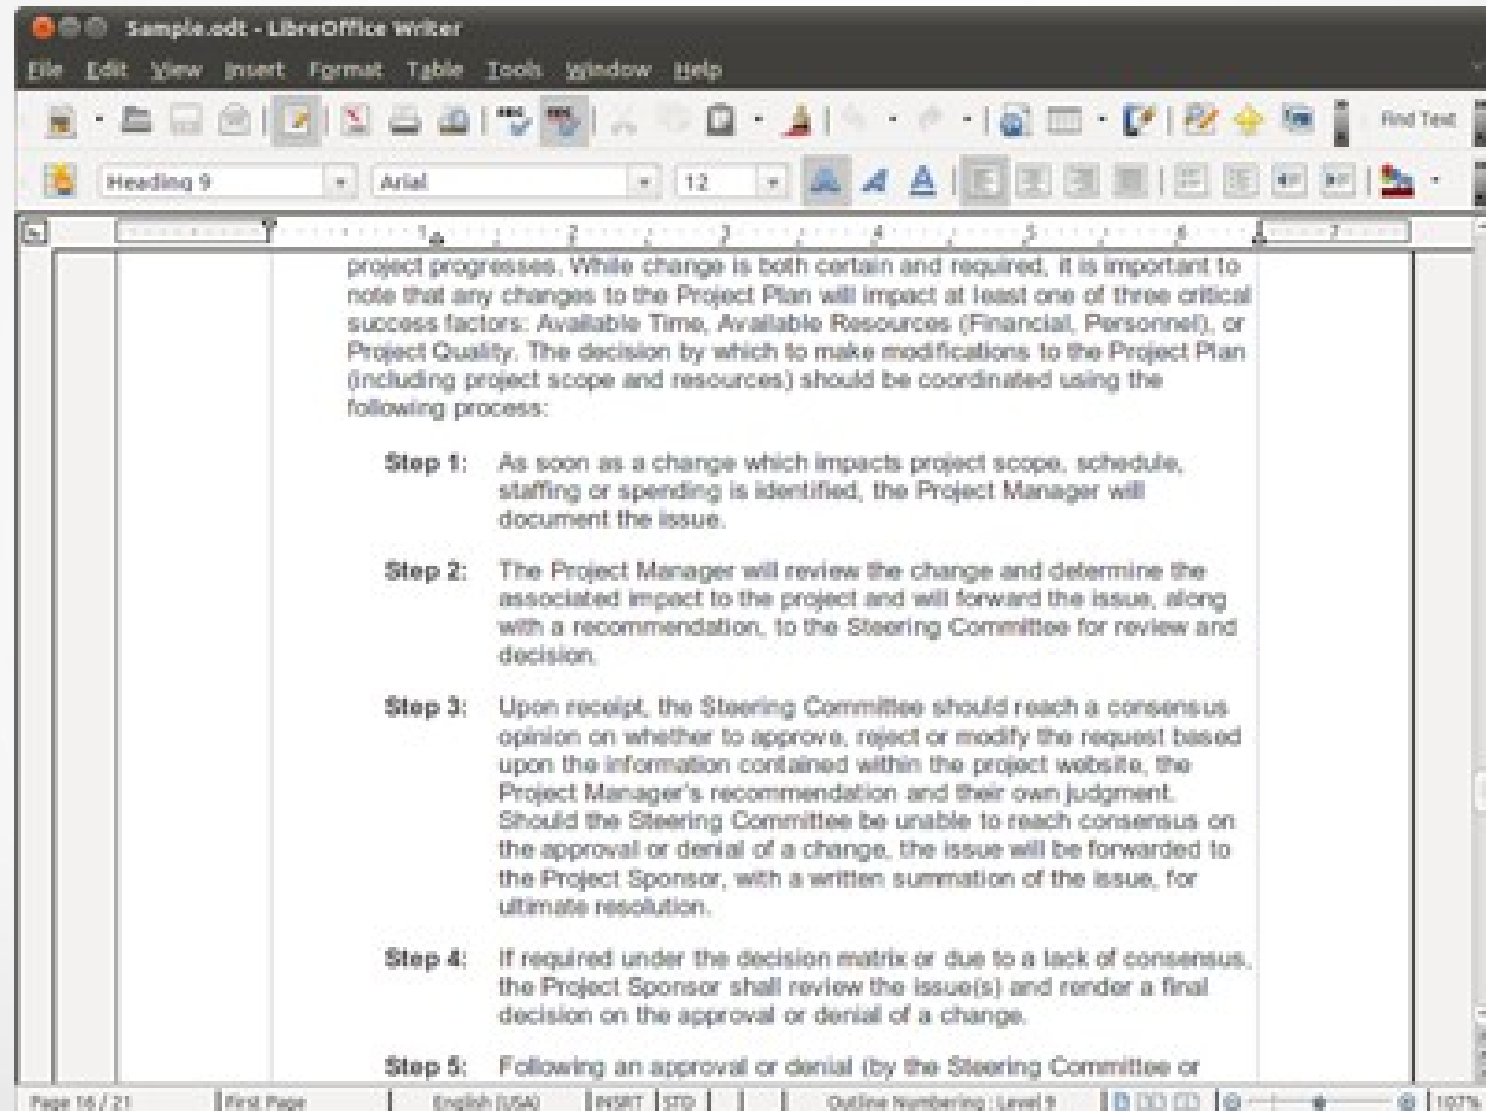 Sample.odt - LibreOffice Writer
File Edit View Insert Format Table Tools Window Help
Find Text
Heading 9 Arial 12
1 2 3 4 5 6 7
project progresses. While change is both certain and required, it is important to
note that any changes to the Project Plan will impact at least one of three critical
success factors: Available Time, Available Resources (Financial, Personnel), or
Project Quality. The decision by which to make modifications to the Project Plan
(including project scope and resources) should be coordinated using the
following process:
Step 1: As soon as a change which impacts project scope, schedule,
staffing or spending is identified, the Project Manager will
document the issue.
Step 2: The Project Manager will review the change and determine the
associated impact to the project and will forward the issue, along
with a recommendation, to the Steering Committee for review and
decision.
Step 3: Upon receipt, the Steering Committee should reach a consensus
opinion on whether to approve, reject or modify the request based
upon the information contained within the project website, the
Project Manager's recommendation and their own judgment.
Should the Steering Committee be unable to reach consensus on
the approval or denial of a change, the issue will be forwarded to
the Project Sponsor, with a written summation of the issue, for
ultimate resolution.
Step 4: If required under the decision matrix or due to a lack of consensus,
the Project Sponsor shall review the issue(s) and render a final
decision on the approval or denial of a change.
Step 5: Following an approval or denial (by the Steering Committee or
Page 16 / 21 First Page English (USA) INSRT STD Outline Numbering : Level 9 107%